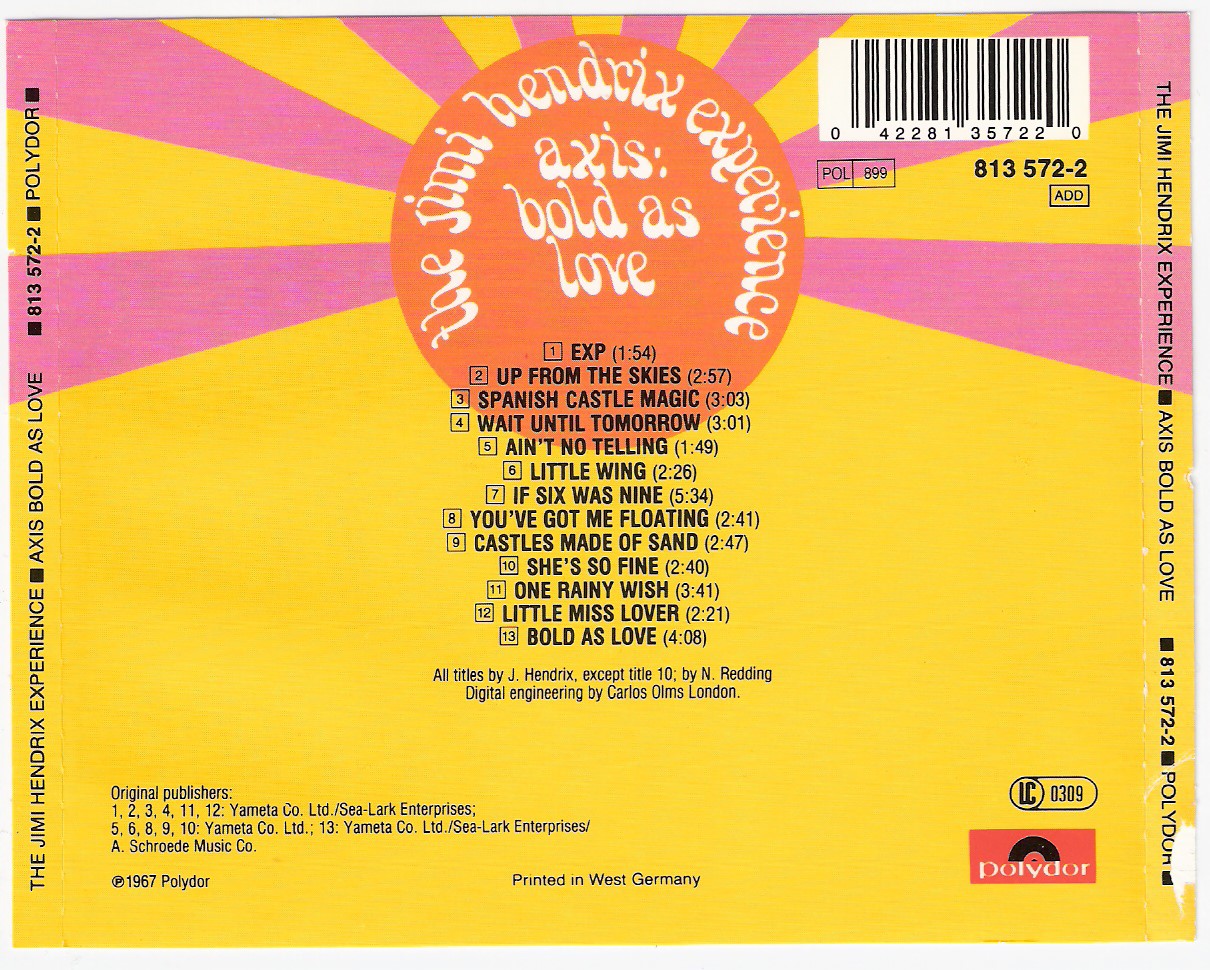 THE JIMI HENDRIX EXPERIENCE ■ AXIS BOLD AS LOVE ■ 813 572-2 ■ POLYDOR ■
the jimi hendrix experience
axis:
bold as
love
0 42281 35722 0
POL 899
813 572-2
ADD
1 EXP (1:54)
2 UP FROM THE SKIES (2:57)
3 SPANISH CASTLE MAGIC (3:03)
4 WAIT UNTIL TOMORROW (3:01)
5 AIN'T NO TELLING (1:49)
6 LITTLE WING (2:26)
7 IF SIX WAS NINE (5:34)
8 YOU'VE GOT ME FLOATING (2:41)
9 CASTLES MADE OF SAND (2:47)
10 SHE'S SO FINE (2:40)
11 ONE RAINY WISH (3:41)
12 LITTLE MISS LOVER (2:21)
13 BOLD AS LOVE (4:08)
All titles by J. Hendrix, except title 10; by N. Redding
Digital engineering by Carlos Olms London.
Original publishers:
1, 2, 3, 4, 11, 12: Yameta Co. Ltd./Sea-Lark Enterprises;
5, 6, 8, 9, 10: Yameta Co. Ltd.; 13: Yameta Co. Ltd./Sea-Lark Enterprises/
A. Schroede Music Co.
℗1967 Polydor
Printed in West Germany
LC 0309
polydor
THE JIMI HENDRIX EXPERIENCE ■ AXIS BOLD AS LOVE ■ 813 572-2 ■ POLYDOR ■